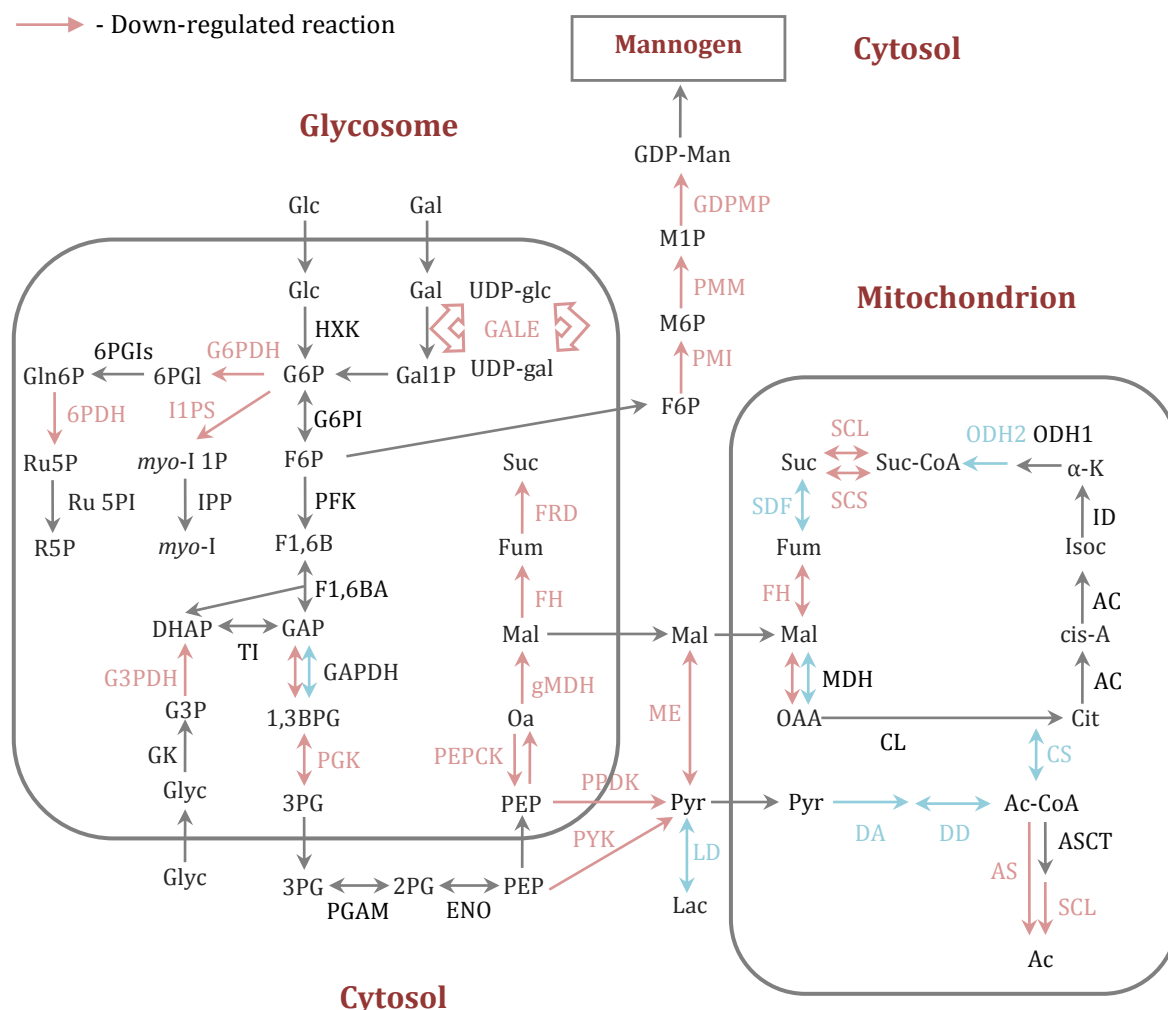 - Down-regulated reaction
Mannogen
Cytosol
Glycosome
GDP-Man
GDPMP
Glc
Gal
M1P
PMM
Mitochondrion
Glc
Gal
UDP-glc
HXK
GALE
M6P
6PGIs
G6PDH
PMI
Gln6P
6PGl
G6P
Gal1P
UDP-gal
6PDH
I1PS
G6PI
F6P
SCL
ODH2
ODH1
Ru5P
myo-I 1P
F6P
Suc
Suc
Suc-CoA
α-K
Ru 5PI
IPP
PFK
FRD
SDF
SCS
ID
R5P
myo-I
F1,6B
Fum
Fum
Isoc
F1,6BA
FH
FH
AC
DHAP
GAP
Mal
Mal
Mal
cis-A
TI
G3PDH
GAPDH
gMDH
MDH
AC
G3P
1,3BPG
Oa
ME
OAA
Cit
GK
PGK
PEPCK
CL
CS
Glyc
3PG
PEP
PPDK
Pyr
Pyr
Ac-CoA
PYK
LD
DA
DD
ASCT
Glyc
3PG
2PG
PEP
AS
PGAM
ENO
Lac
SCL
Ac
Cytosol